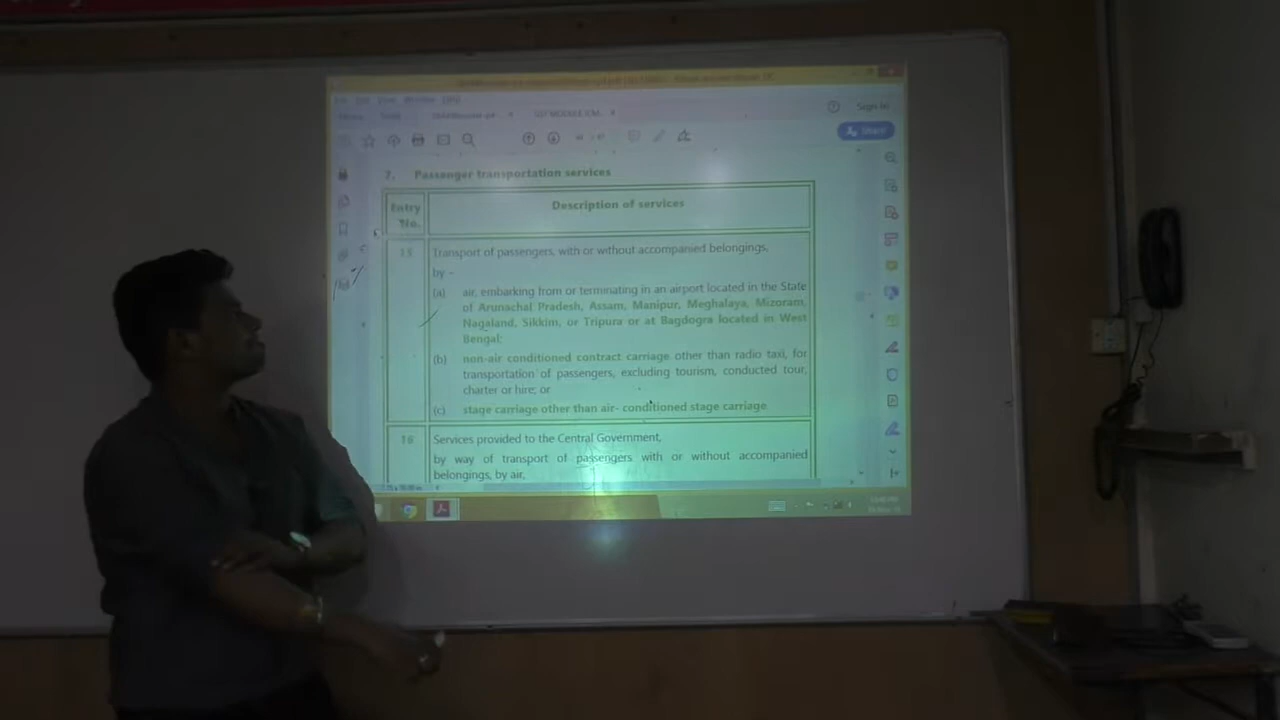 Sign In
Share
Passenger transportation services
Entry No.
Description of services
Transport of passengers, with or without accompanied belongings,
by –
(a) air, embarking from or terminating in an airport located in the State
of Arunachal Pradesh, Assam, Manipur, Meghalaya, Mizoram,
Nagaland, Sikkim, or Tripura or at Bagdogra located in West
Bengal;
(b) non-air conditioned contract carriage other than radio taxi, for
transportation of passengers, excluding tourism, conducted tour,
charter or hire; or
(c) stage carriage other than air- conditioned stage carriage
Services provided to the Central Government,
by way of transport of passengers with or without accompanied
belongings, by air,